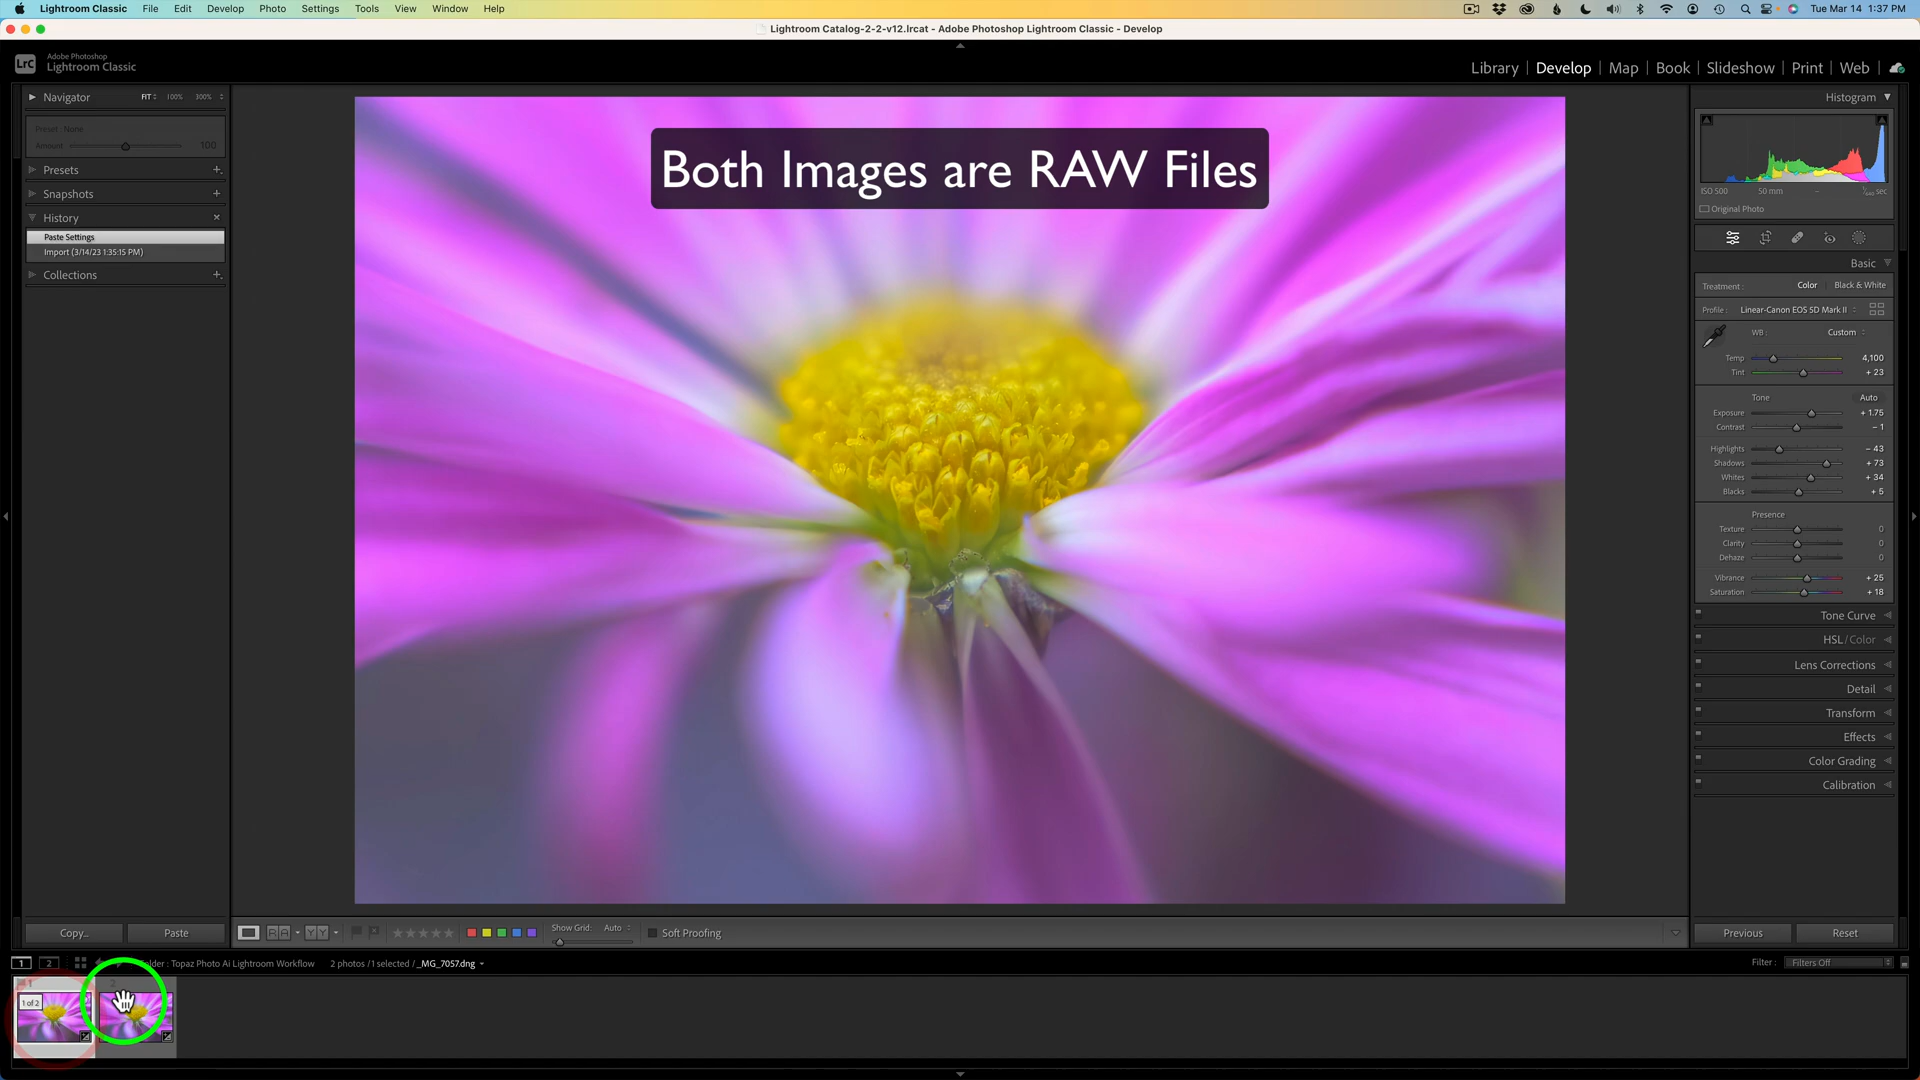 Lightroom Classic File Edit Develop Photo Settings Tools View Window Help Tue Mar 14 1:37 PM
Lightroom Catalog-2-2-v12.lrcat - Adobe Photoshop Lightroom Classic - Develop
LrC Adobe Photoshop
Lightroom Classic
Library | Develop | Map | Book | Slideshow | Print | Web
Navigator FIT 100% 300%
Preset : None
Amount 100
Presets
Snapshots
History
Paste Settings
Import (3/14/23 1:35:15 PM)
Collections
Both Images are RAW Files
Histogram
ISO 500 50 mm
Original Photo
Basic
Treatment : Color Black & White
Profile : Linear-Canon EOS 5D Mark II
WB : Custom
Temp 4,100
Tint + 23
Tone Auto
Exposure + 1.75
Contrast – 1
Highlights – 43
Shadows + 73
Whites + 34
Blacks + 5
Presence
Texture 0
Clarity 0
Dehaze 0
Vibrance + 25
Saturation + 18
Tone Curve
HSL / Color
Lens Corrections
Detail
Transform
Effects
Color Grading
Calibration
Copy... Paste
RA YY Show Grid: Auto Soft Proofing
Previous Reset
1 2 Topaz Photo Ai Lightroom Workflow 2 photos /1 selected /_MG_7057.dng
Filter : Filters Off
1 of 2